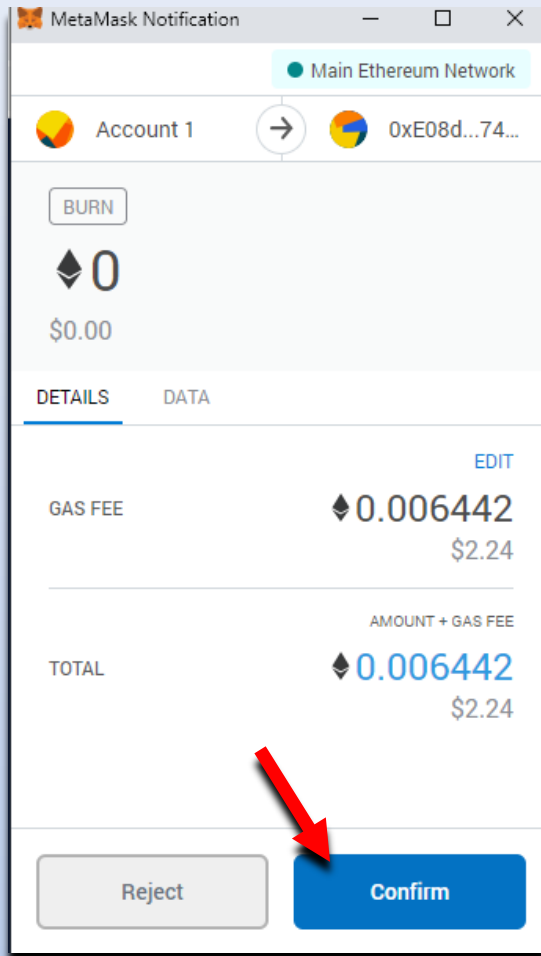 MetaMask Notification
Main Ethereum Network
Account 1
0xE08d...74...
BURN
0
$0.00
DETAILS DATA
EDIT
GAS FEE 0.006442
$2.24
AMOUNT + GAS FEE
TOTAL 0.006442
$2.24
Reject Confirm